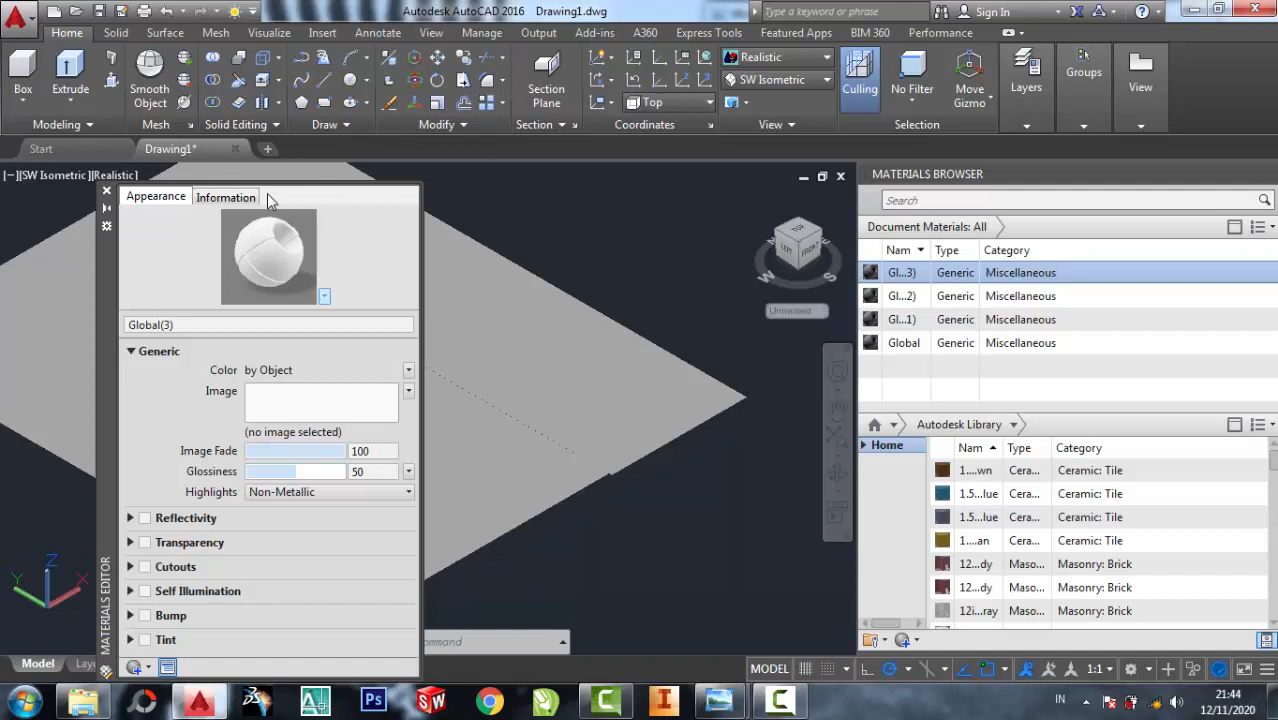 Autodesk AutoCAD 2016 Drawing1.dwg
Type a keyword or phrase
Sign In
Home Solid Surface Mesh Visualize Insert Annotate View Manage Output Add-ins A360 Express Tools Featured Apps BIM 360 Performance
Box
Extrude
Smooth Object
Section Plane
Realistic
SW Isometric
Top
Culling
No Filter
Move Gizmo
Layers
Groups
View
Modeling Mesh Solid Editing Draw Modify Section Coordinates View Selection
Start Drawing1*
[−][SW Isometric][Realistic]
Appearance Information
Global(3)
Generic
Color by Object
Image
(no image selected)
Image Fade 100
Glossiness 50
Highlights Non-Metallic
Reflectivity
Transparency
Cutouts
Self Illumination
Bump
Tint
MATERIALS EDITOR
TOP
LEFT
FRONT
W
S
Unnamed
Z
Y
X
ommand
MATERIALS BROWSER
Search
Document Materials: All
Nam Type Category
Gl...3) Generic Miscellaneous
Gl...2) Generic Miscellaneous
Gl...1) Generic Miscellaneous
Global Generic Miscellaneous
Autodesk Library
Home
Nam Type Category
1....wn Cera... Ceramic: Tile
1.5...lue Cera... Ceramic: Tile
1.5...lue Cera... Ceramic: Tile
1....an Cera... Ceramic: Tile
12...dy Maso... Masonry: Brick
12...dy Maso... Masonry: Brick
12i...ray Maso... Masonry: Brick
Model Lay
MODEL
1:1
Ps
SW
IN
21:44
12/11/2020